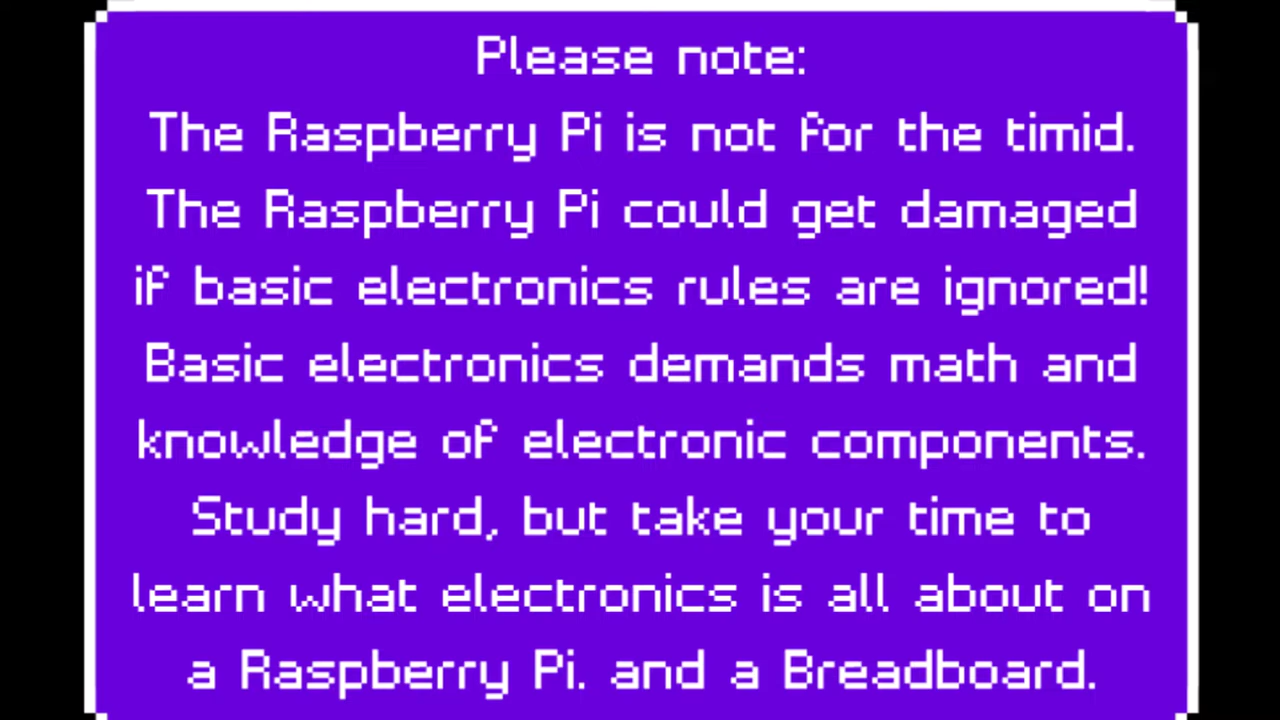 Please note:
The Raspberry Pi is not for the timid.
The Raspberry Pi could get damaged
if basic electronics rules are ignored!
Basic electronics demands math and
knowledge of electronic components.
Study hard, but take your time to
learn what electronics is all about on
a Raspberry Pi. and a Breadboard.